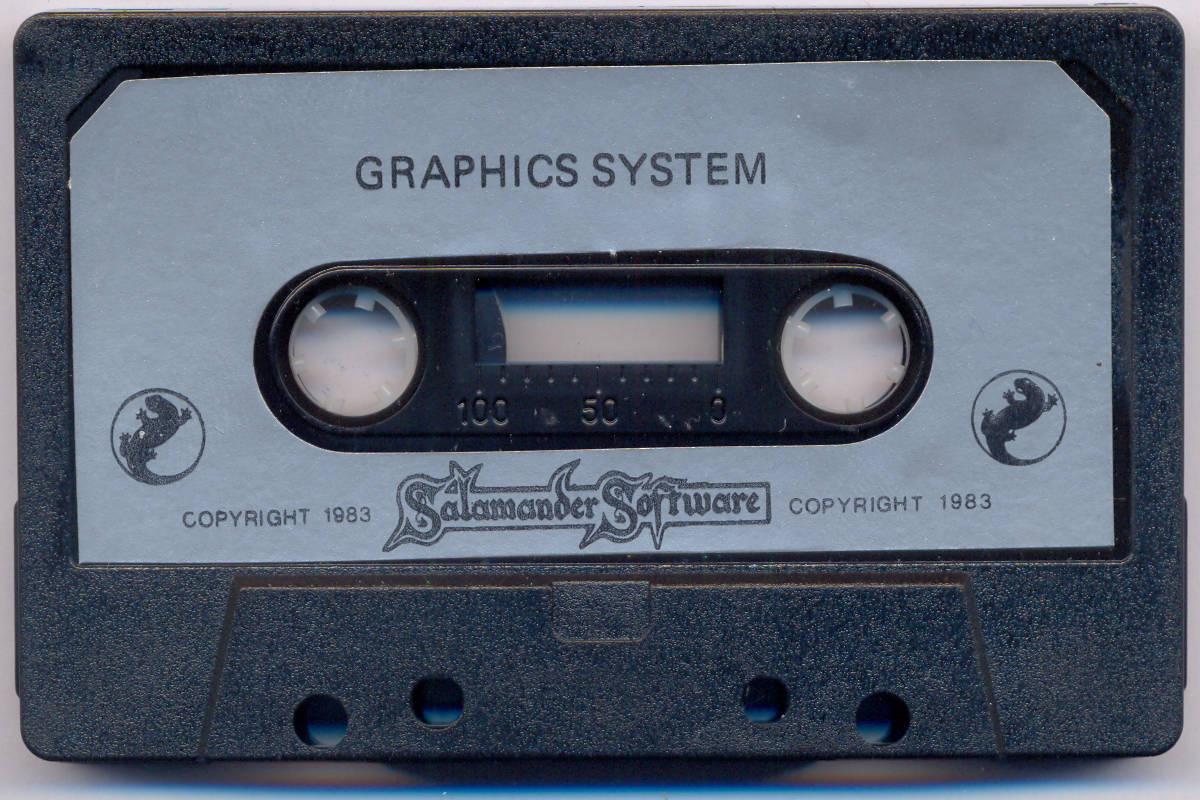 GRAPHICS SYSTEM
100 50 0
Salamander Software
COPYRIGHT 1983
COPYRIGHT 1983